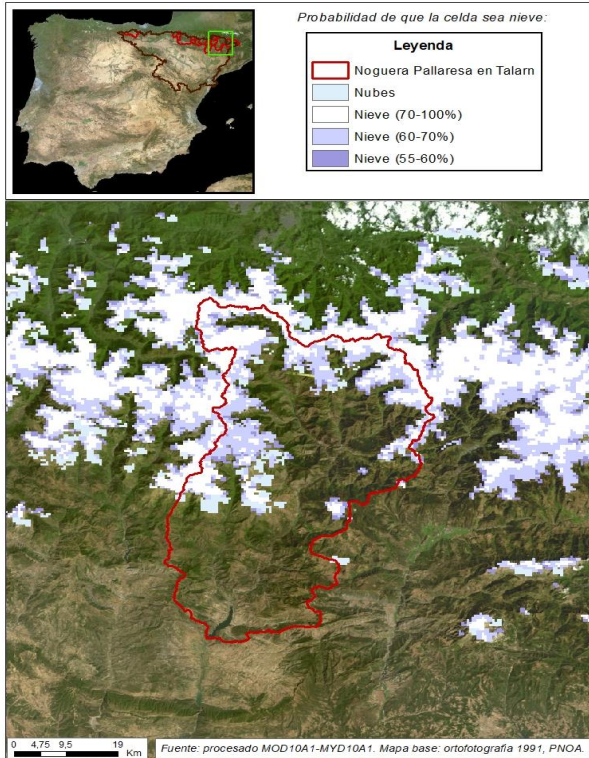 Probabilidad de que la celda sea nieve:
Leyenda
Noguera Pallaresa en Talarn
Nubes
Nieve (70-100%)
Nieve (60-70%)
Nieve (55-60%)
0 4,75 9,5 19
Km
Fuente: procesado MOD10A1-MYD10A1. Mapa base: ortofotografía 1991, PNOA.